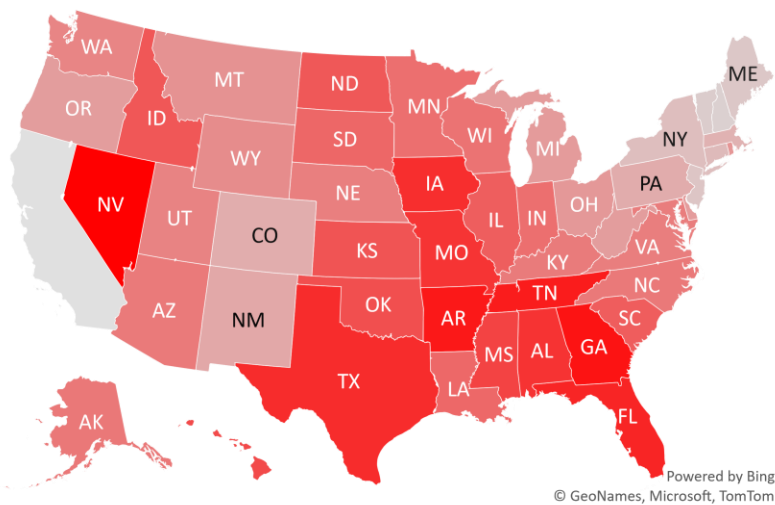 WA
MT
ND
ME
OR
MN
ID
SD
WI
NY
WY
MI
IA
PA
NE
NV
OH
UT
IL
IN
CO
VA
KS
MO
KY
NC
TN
AZ
OK
NM
AR
SC
MS
AL
GA
TX
LA
AK
FL
Powered by Bing
© GeoNames, Microsoft, TomTom